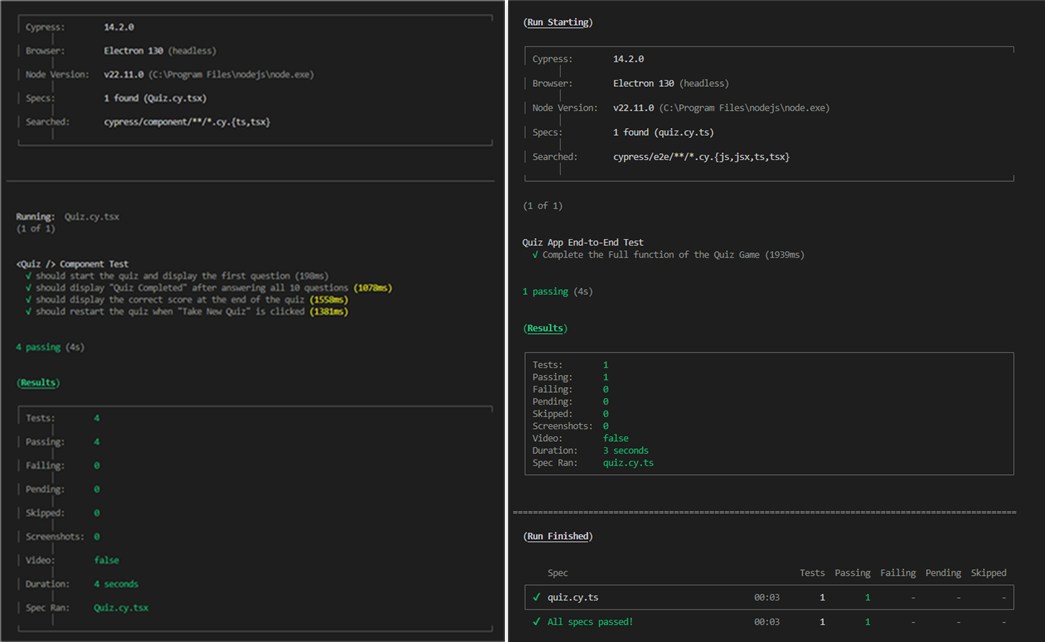 Cypress: 14.2.0
Browser: Electron 130 (headless)
Node Version: v22.11.0 (C:\Program Files\nodejs\node.exe)
Specs: 1 found (Quiz.cy.tsx)
Searched: cypress/component/**/*.cy.{ts,tsx}
Running: Quiz.cy.tsx
(1 of 1)
<Quiz /> Component Test
√ should start the quiz and display the first question (198ms)
√ should display "Quiz Completed" after answering all 10 questions (1078ms)
√ should display the correct score at the end of the quiz (1558ms)
√ should restart the quiz when "Take New Quiz" is clicked (1381ms)
4 passing (4s)
(Results)
Tests: 4
Passing: 4
Failing: 0
Pending: 0
Skipped: 0
Screenshots: 0
Video: false
Duration: 4 seconds
Spec Ran: Quiz.cy.tsx
(Run Starting)
Cypress: 14.2.0
Browser: Electron 130 (headless)
Node Version: v22.11.0 (C:\Program Files\nodejs\node.exe)
Specs: 1 found (quiz.cy.ts)
Searched: cypress/e2e/**/*.cy.{js,jsx,ts,tsx}
(1 of 1)
Quiz App End-to-End Test
√ Complete the Full function of the Quiz Game (1939ms)
1 passing (4s)
(Results)
Tests: 1
Passing: 1
Failing: 0
Pending: 0
Skipped: 0
Screenshots: 0
Video: false
Duration: 3 seconds
Spec Ran: quiz.cy.ts
(Run Finished)
Spec Tests Passing Failing Pending Skipped
✓ quiz.cy.ts 00:03 1 1 - - -
✓ All specs passed! 00:03 1 1 - - -